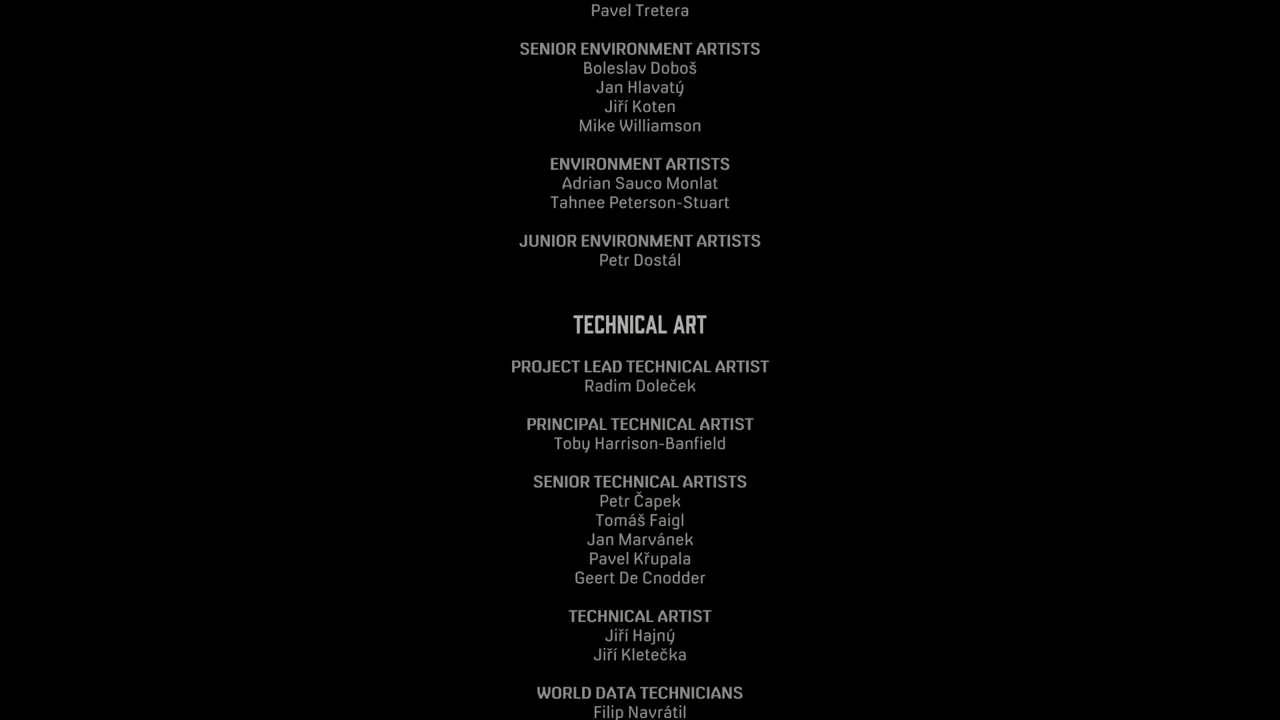 Pavel Tretera
SENIOR ENVIRONMENT ARTISTS
Boleslav Doboš
Jan Hlavatý
Jiří Koten
Mike Williamson
ENVIRONMENT ARTISTS
Adrian Sauco Monlat
Tahnee Peterson-Stuart
JUNIOR ENVIRONMENT ARTISTS
Petr Dostál
TECHNICAL ART
PROJECT LEAD TECHNICAL ARTIST
Radim Doleček
PRINCIPAL TECHNICAL ARTIST
Toby Harrison-Banfield
SENIOR TECHNICAL ARTISTS
Petr Čapek
Tomáš Faigl
Jan Marvánek
Pavel Křupala
Geert De Cnodder
TECHNICAL ARTIST
Jiří Hajný
Jiří Kletečka
WORLD DATA TECHNICIANS
Filip Navrátil